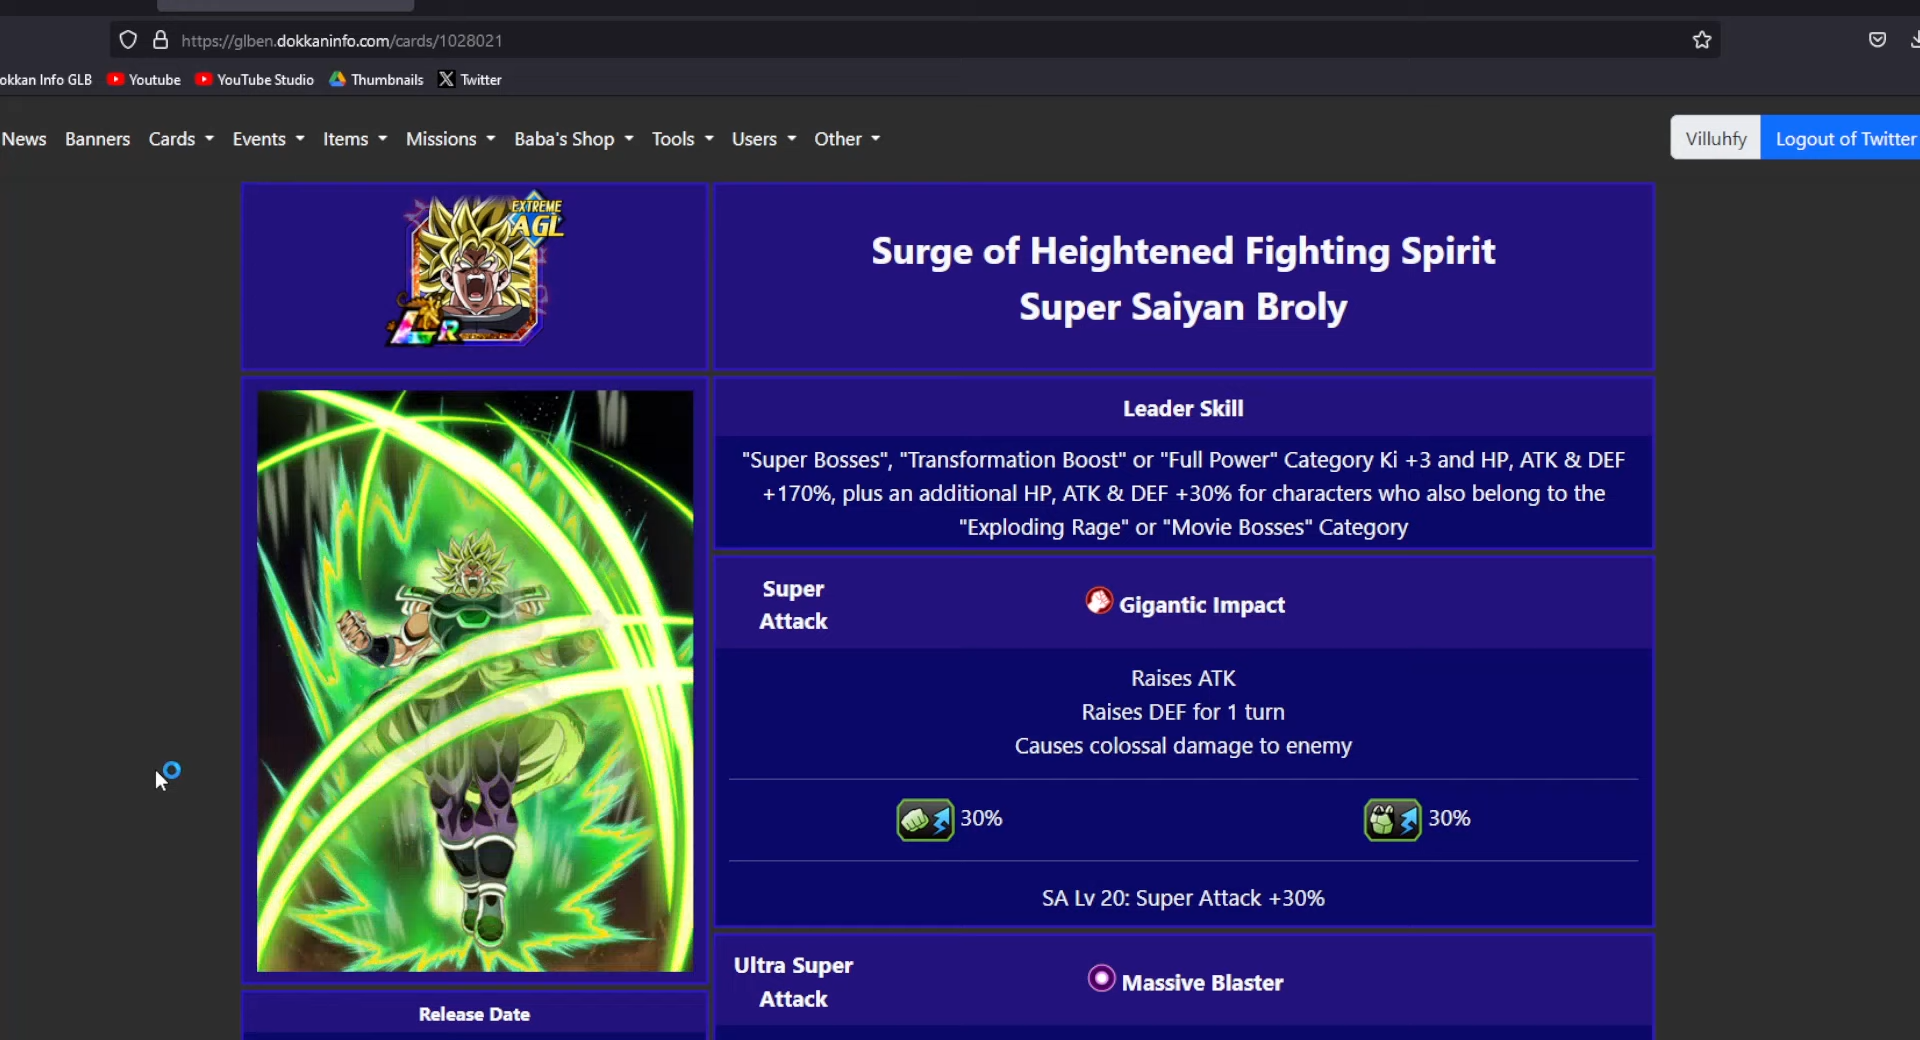 https://glben.dokkaninfo.com/cards/1028021
okkan Info GLB Youtube YouTube Studio Thumbnails Twitter
News Banners Cards Events Items Missions Baba's Shop Tools Users Other Villuhfy Logout of Twitter
EXTREME
AGL
LR
Surge of Heightened Fighting Spirit
Super Saiyan Broly
Leader Skill
"Super Bosses", "Transformation Boost" or "Full Power" Category Ki +3 and HP, ATK & DEF
+170%, plus an additional HP, ATK & DEF +30% for characters who also belong to the
"Exploding Rage" or "Movie Bosses" Category
Super
Attack
Gigantic Impact
Raises ATK
Raises DEF for 1 turn
Causes colossal damage to enemy
30% 30%
SA Lv 20: Super Attack +30%
Ultra Super
Attack
Massive Blaster
Release Date